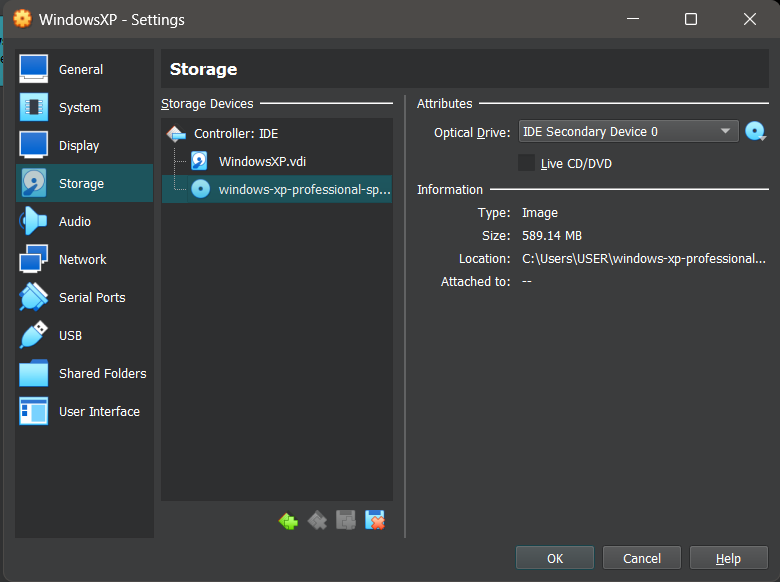 WindowsXP - Settings
General
System
Display
Storage
Audio
Network
Serial Ports
USB
Shared Folders
User Interface
Storage
Storage Devices
Controller: IDE
WindowsXP.vdi
windows-xp-professional-sp...
Attributes
Optical Drive: IDE Secondary Device 0
Live CD/DVD
Information
Type: Image
Size: 589.14 MB
Location: C:\Users\USER\windows-xp-professional...
Attached to: --
OK Cancel Help